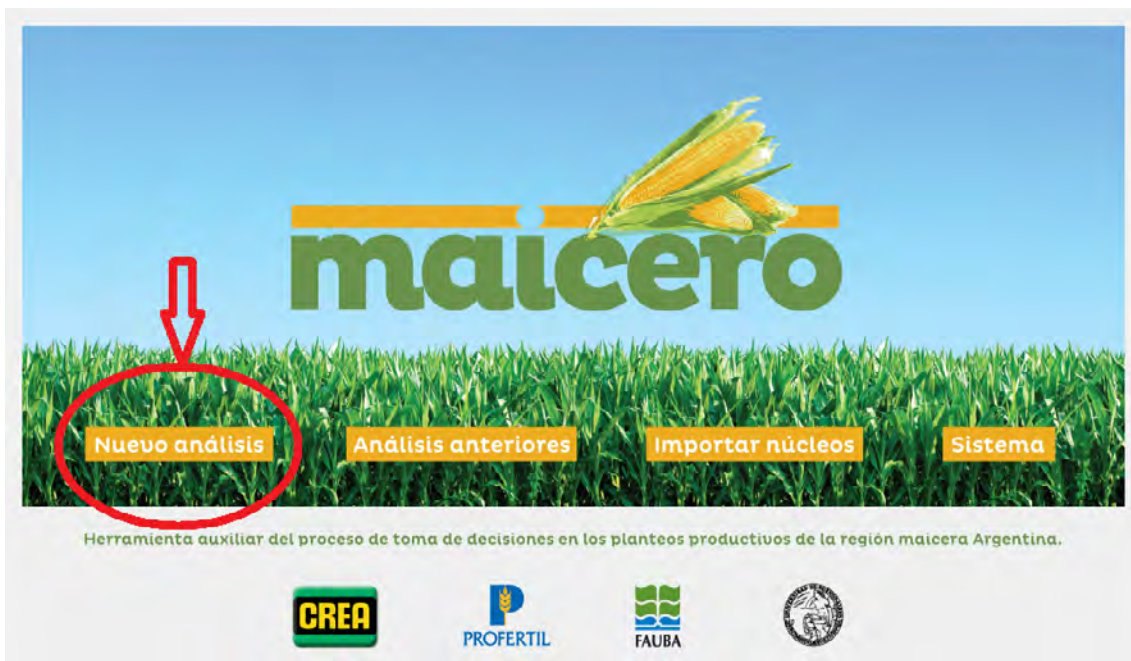 maicero
Nuevo análisis
Análisis anteriores
Importar núcleos
Sistema
Herramienta auxiliar del proceso de toma de decisiones en los planteos productivos de la región maicera Argentina.
CREA
PROFERTIL
FAUBA